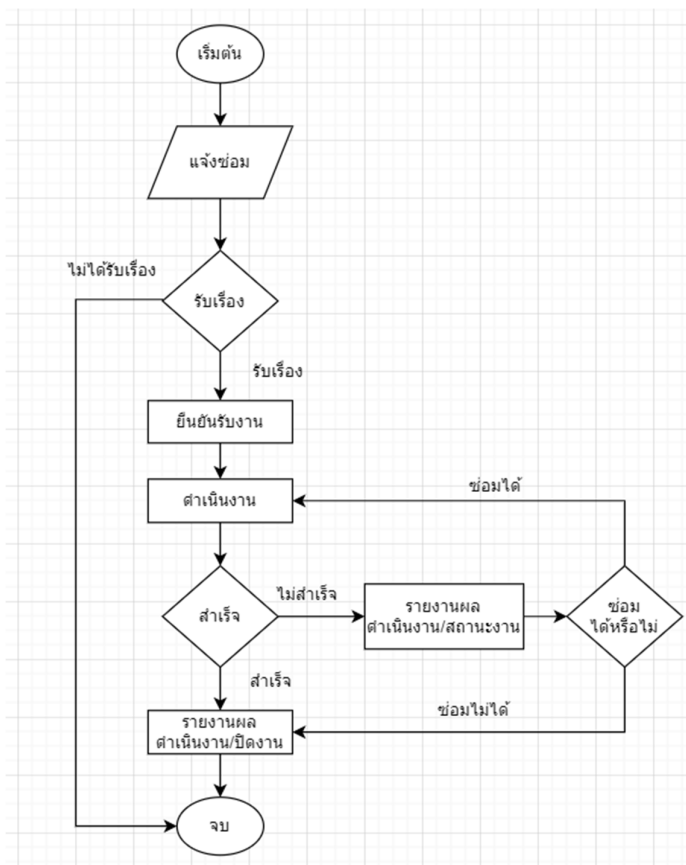 เริ่มต้น
แจ้งซ่อม
ไม่ได้รับเรื่อง
รับเรื่อง
รับเรื่อง
ยืนยันรับงาน
ดำเนินงาน
ซ่อมได้
สำเร็จ
ไม่สำเร็จ
รายงานผล
ดำเนินงาน/สถานะงาน
ซ่อม
ได้หรือไม่
สำเร็จ
ซ่อมไม่ได้
รายงานผล
ดำเนินงาน/ปิดงาน
จบ